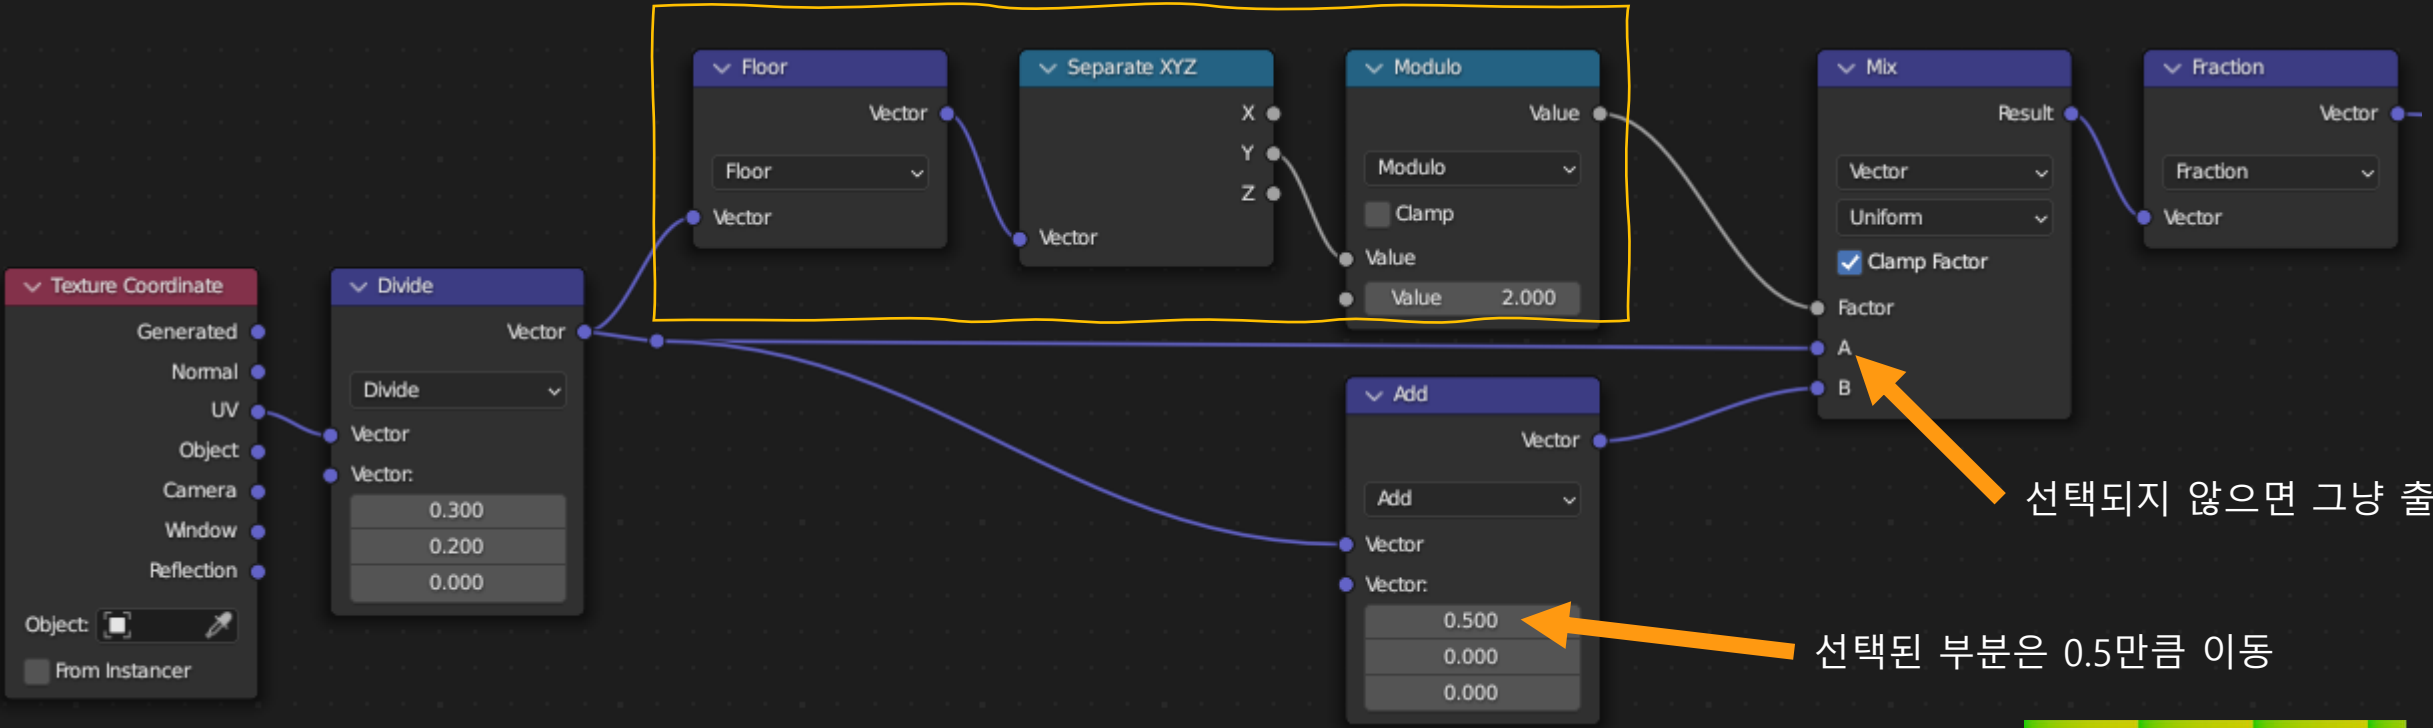 Texture Coordinate
Generated
Normal
UV
Object
Camera
Window
Reflection
Object:
From Instancer
Divide
Vector
Divide
Vector
Vector:
0.300
0.200
0.000
Floor
Vector
Floor
Vector
Separate XYZ
X
Y
Z
Vector
Modulo
Value
Modulo
Clamp
Value
Value 2.000
Add
Vector
Add
Vector
Vector:
0.500
0.000
0.000
Mix
Result
Vector
Uniform
Clamp Factor
Factor
A
B
Fraction
Vector
Fraction
Vector
선택되지 않으면 그냥 출
선택된 부분은 0.5만큼 이동